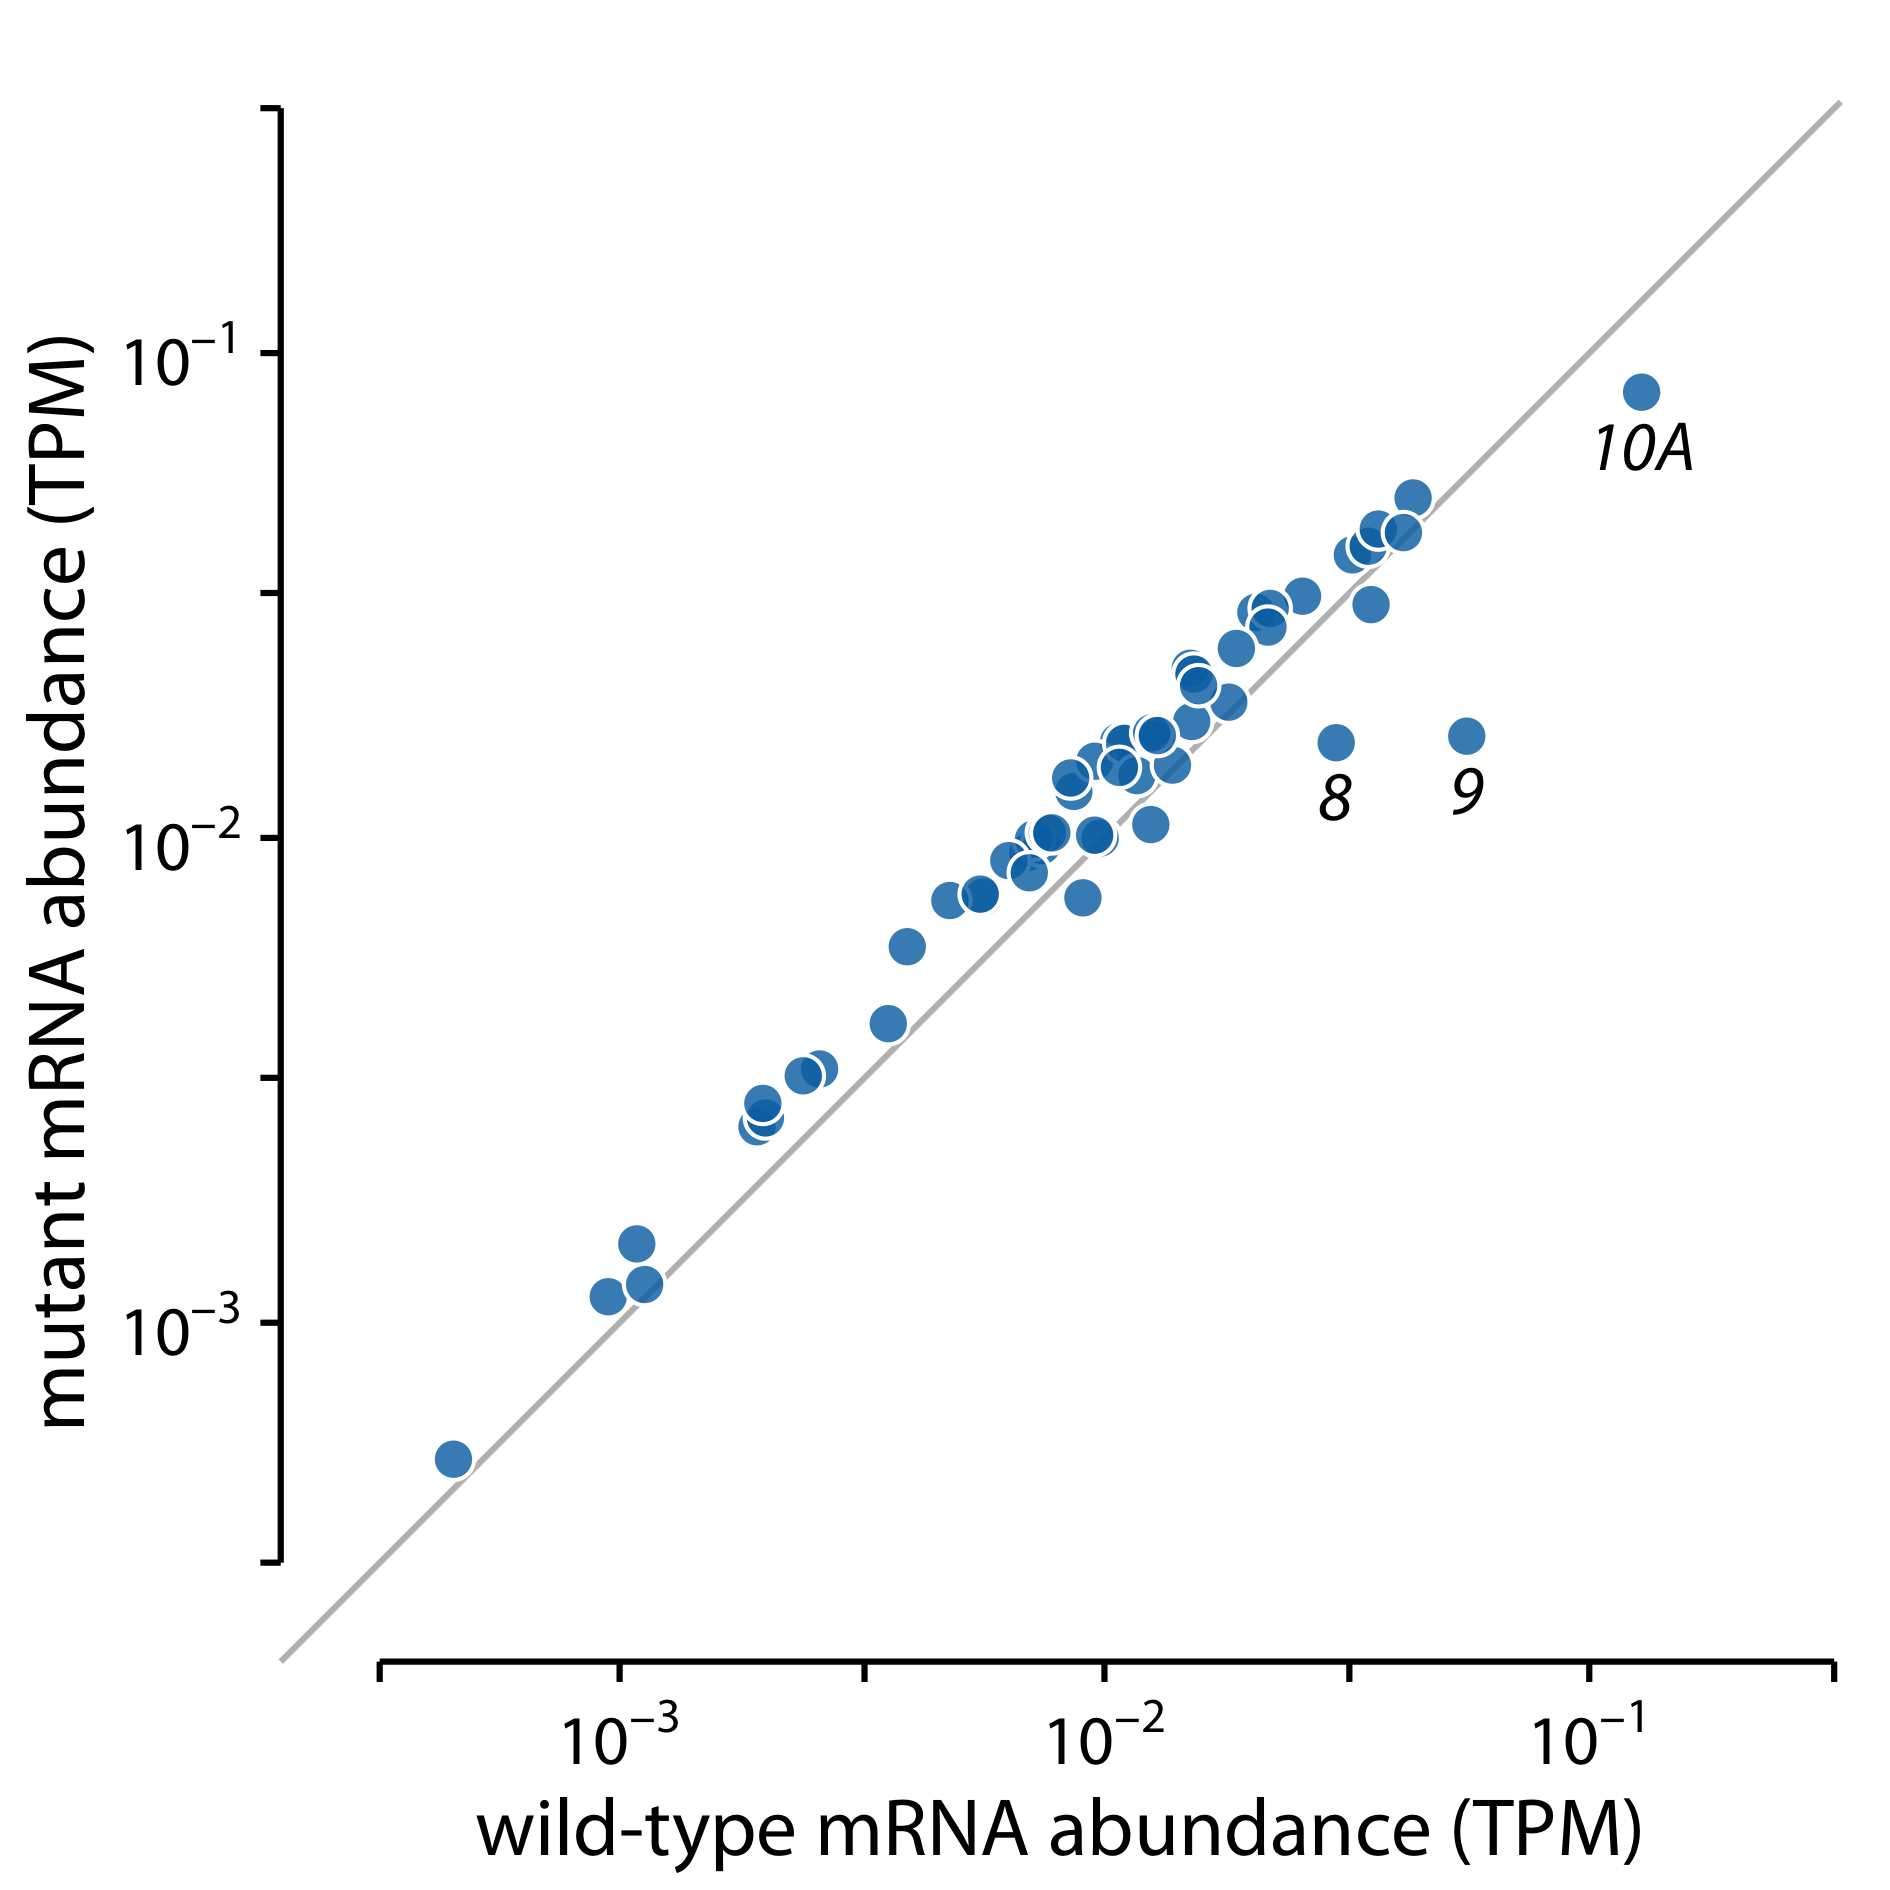 mutant mRNA abundance (TPM)
10⁻¹
10⁻²
10⁻³
10A
8
9
10⁻³ 10⁻² 10⁻¹
wild-type mRNA abundance (TPM)